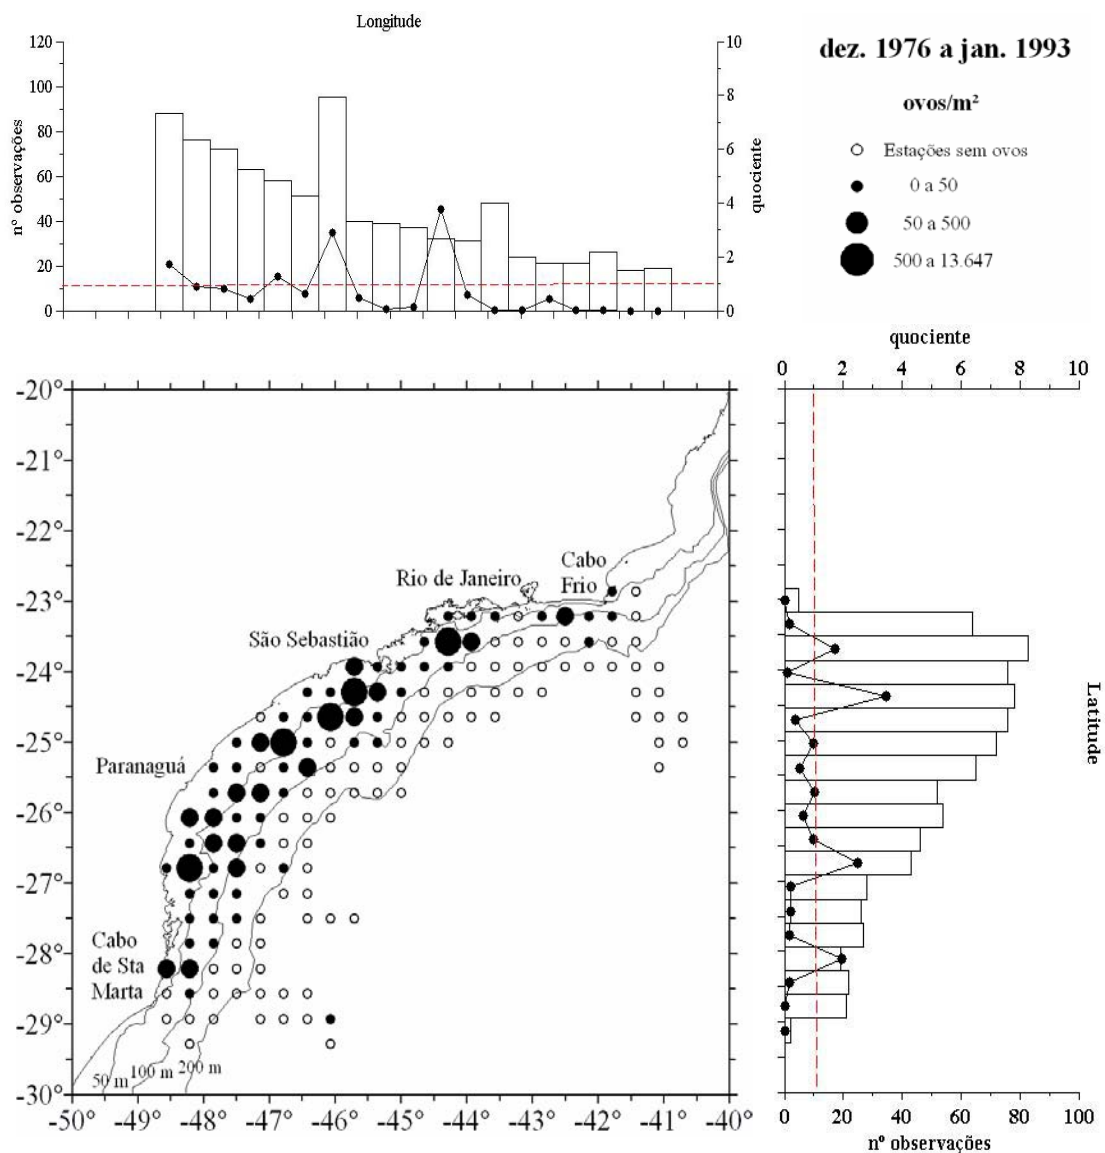 Longitude
120
100
80
60
40
20
0
nº observações
10
8
6
4
2
0
quociente
dez. 1976 a jan. 1993
ovos/m²
Estações sem ovos
0 a 50
50 a 500
500 a 13.647
quociente
0 2 4 6 8 10
-20°
-21°
-22°
-23°
-24°
-25°
-26°
-27°
-28°
-29°
-30°
Cabo
Frio
Rio de Janeiro
São Sebastião
Paranaguá
Cabo
de Sta
Marta
50 m 100 m 200 m
-50° -48° -47° -46° -45° -44° -43° -42° -40°
Latitude
0 20 40 60 80 100
nº observações